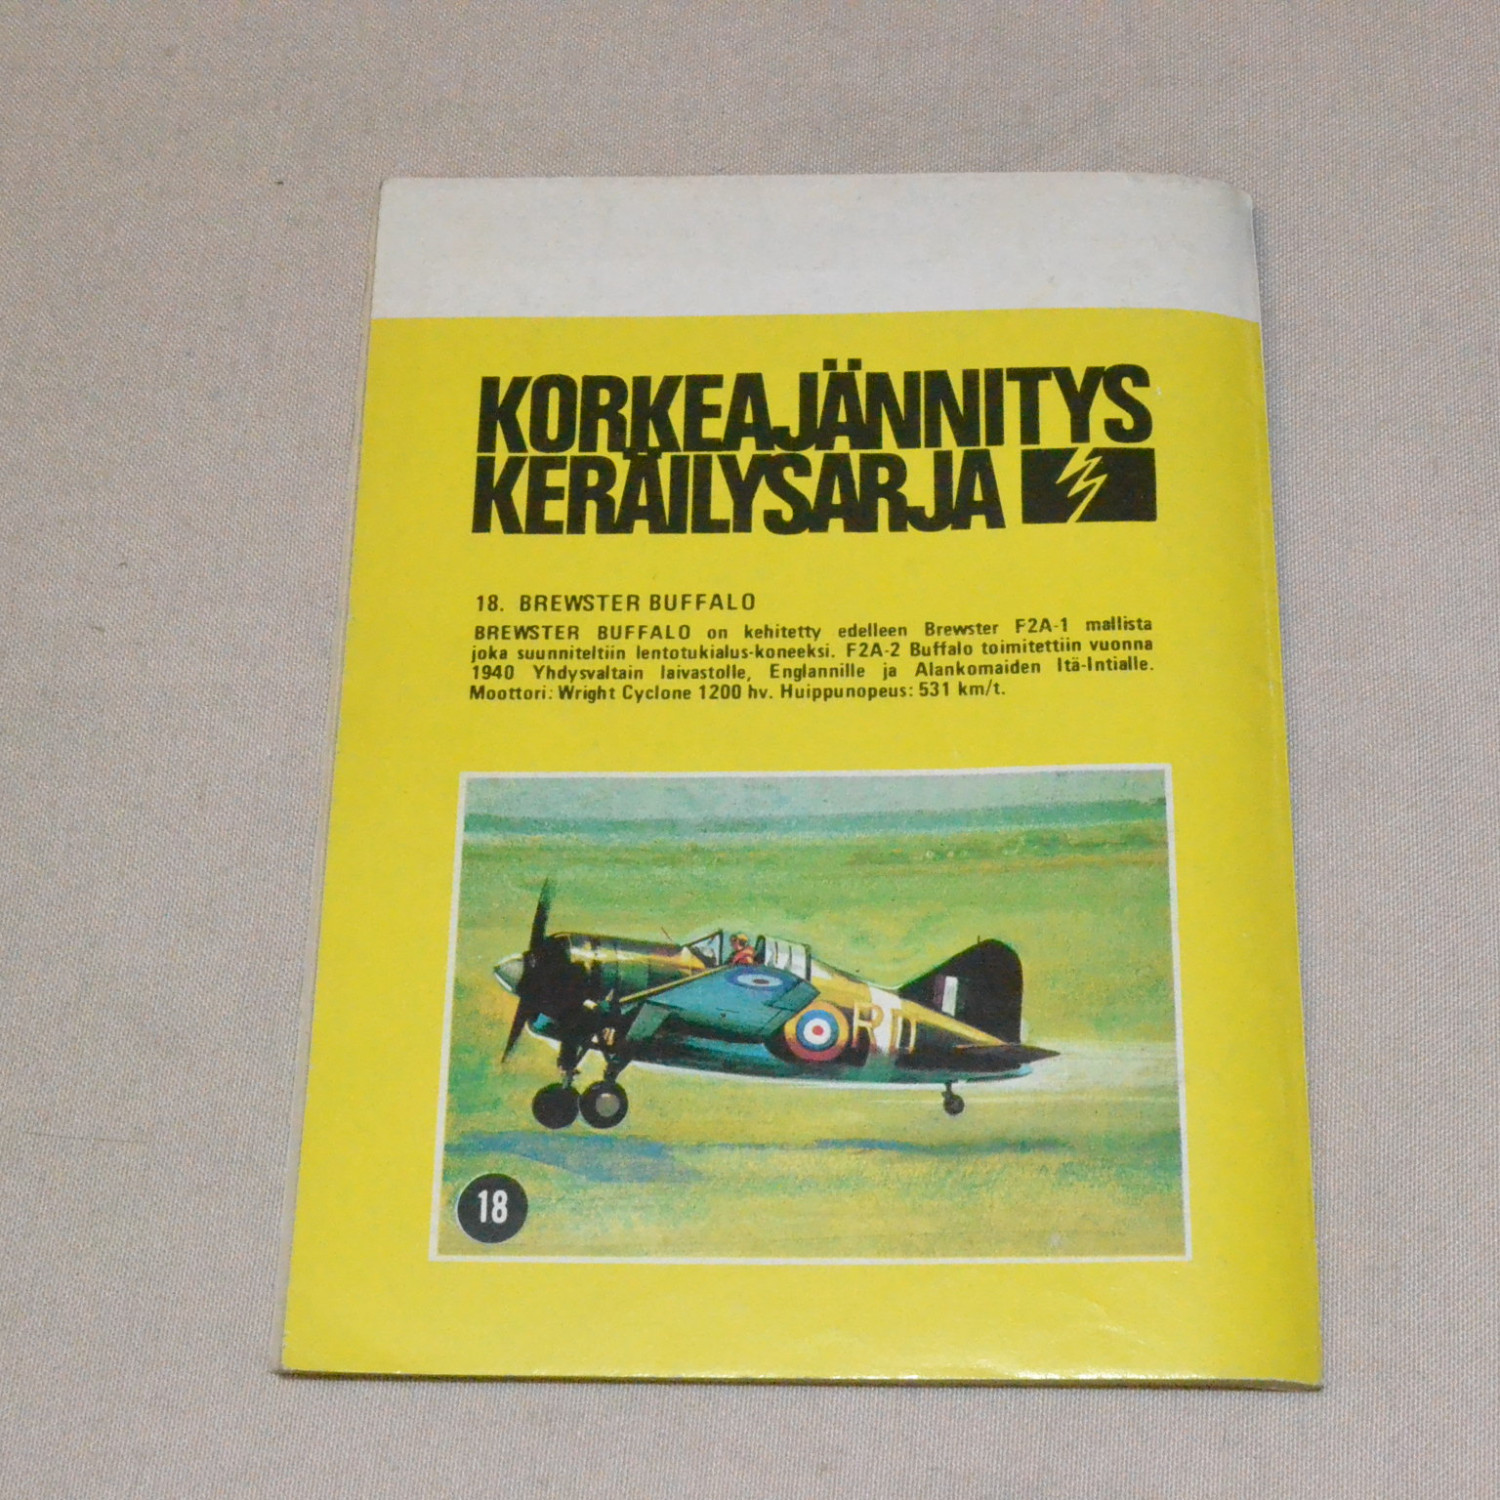 KORKEAJÄNNITYS
KERÄILYSARJA
18. BREWSTER BUFFALO
BREWSTER BUFFALO on kehitetty edelleen Brewster F2A-1 mallista
joka suunniteltiin lentotukialus-koneeksi. F2A-2 Buffalo toimitettiin vuonna
1940 Yhdysvaltain laivastolle, Englannille ja Alankomaiden Itä-Intialle.
Moottori: Wright Cyclone 1200 hv. Huippunopeus: 531 km/t.
RD
18